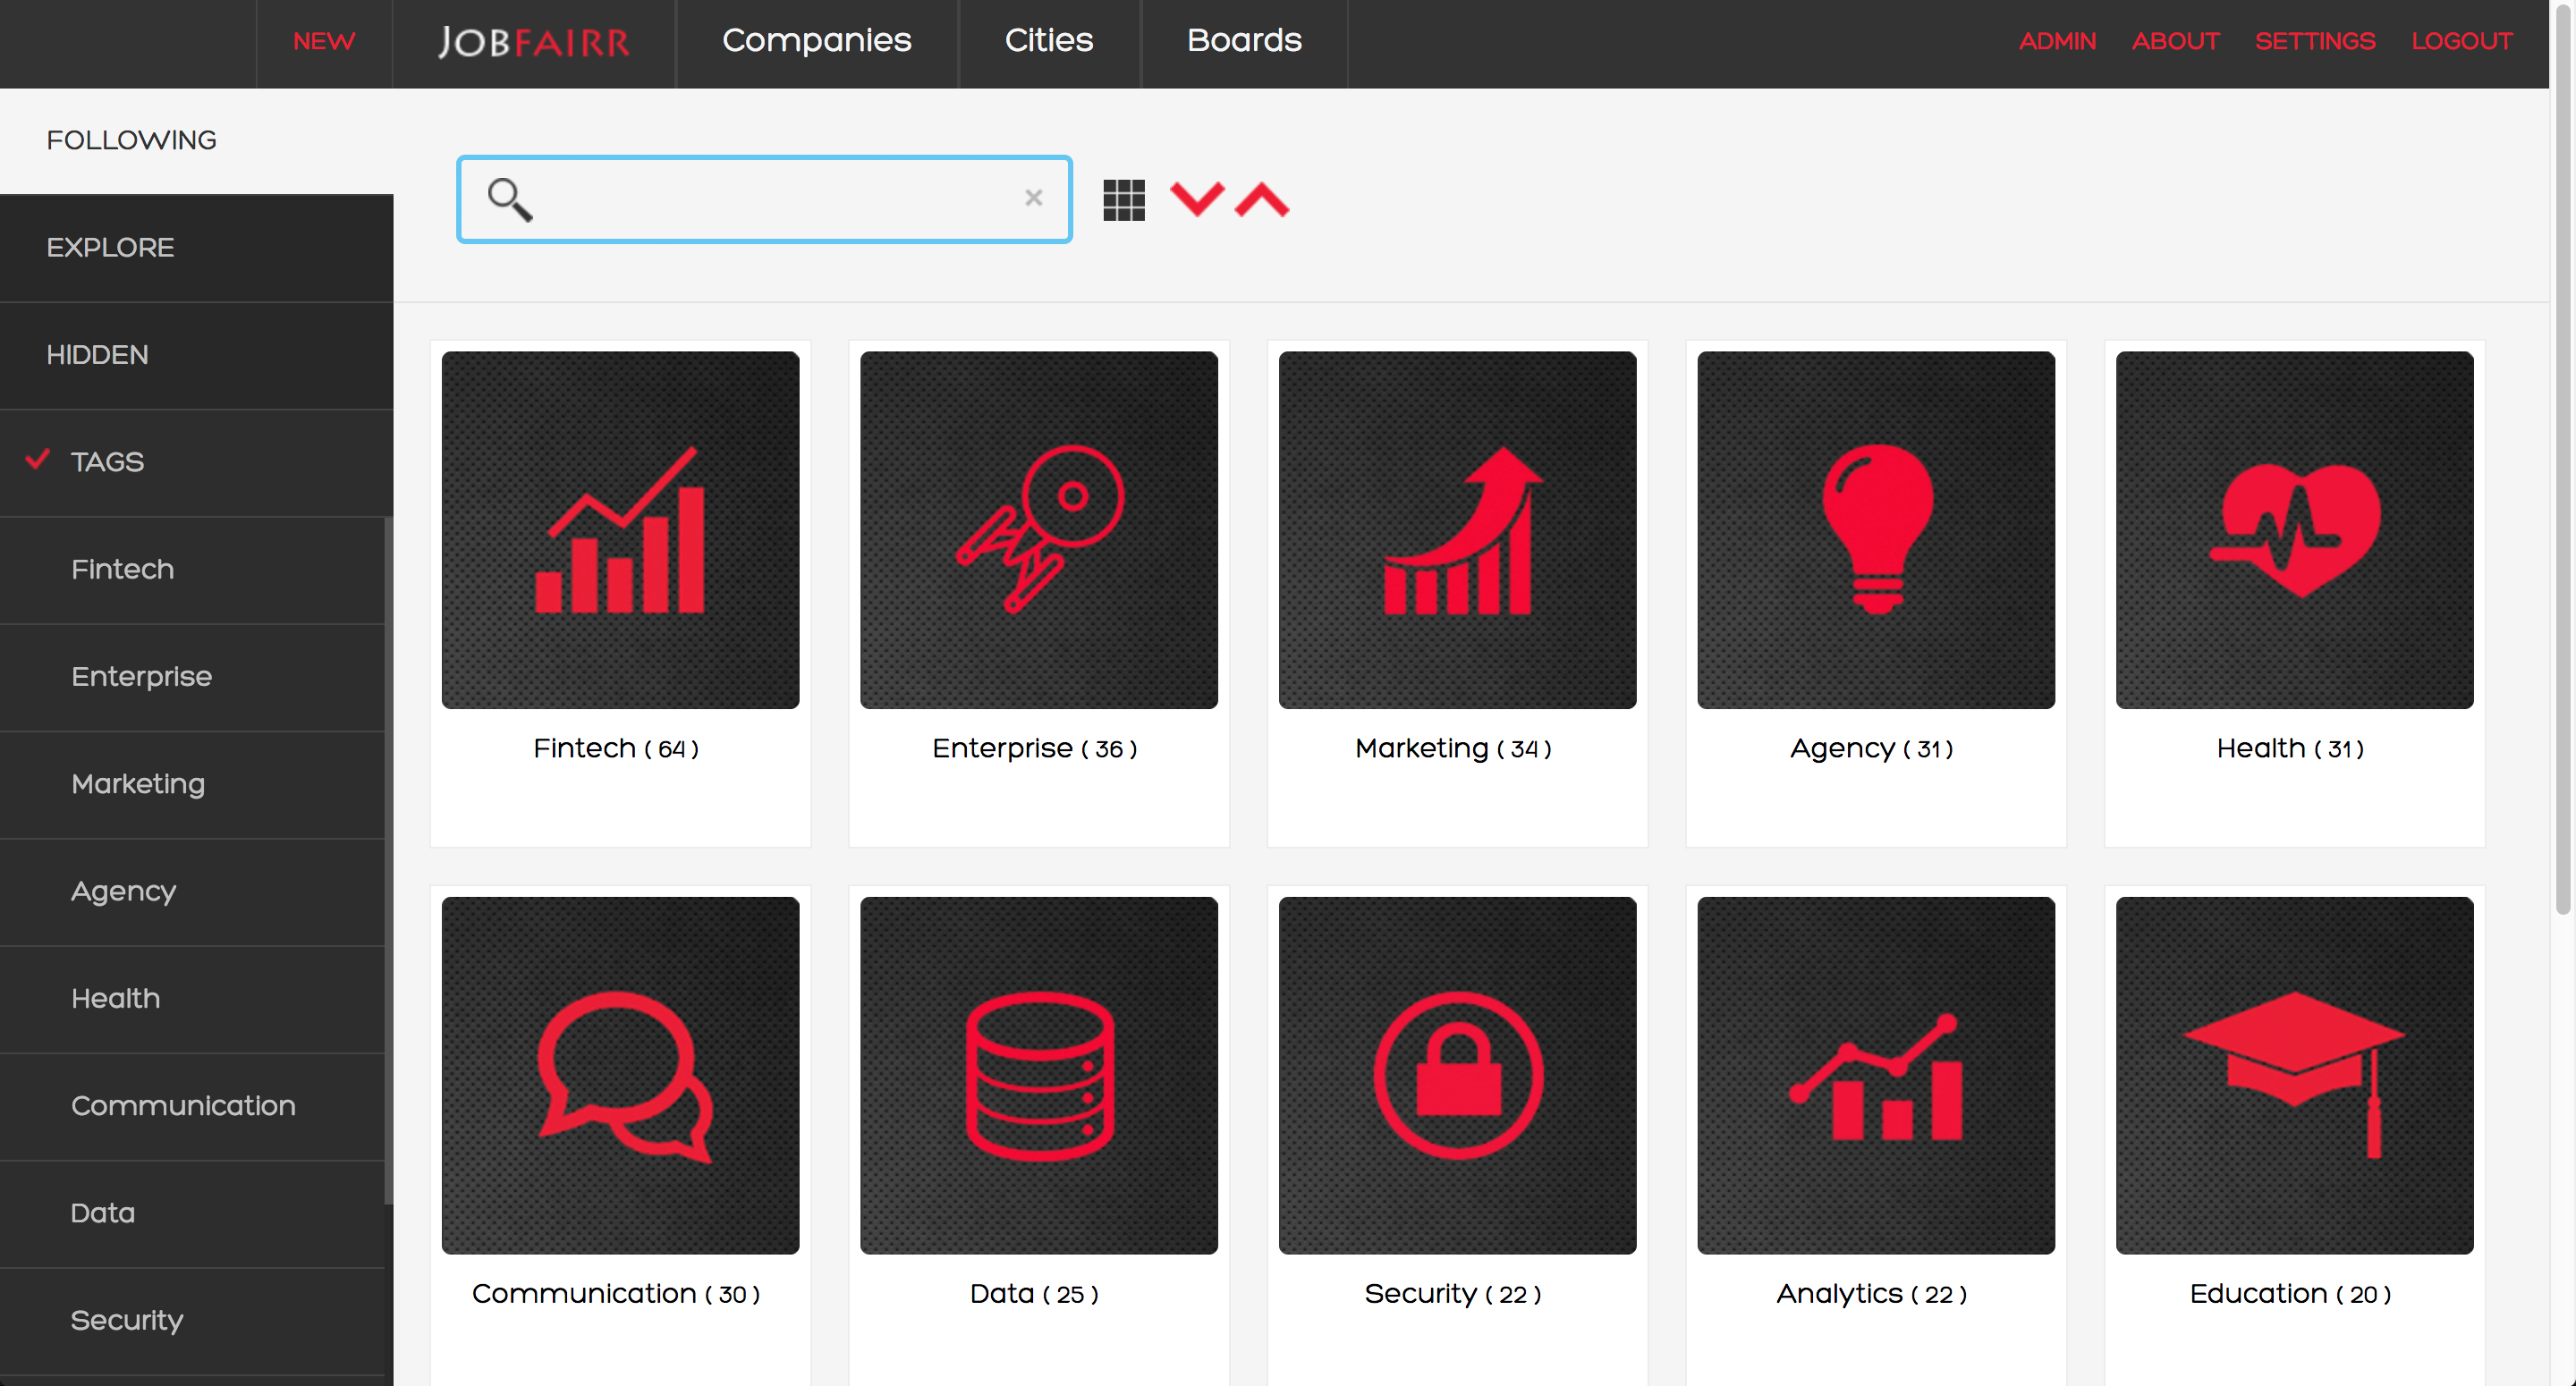 NEW
JOBFAIRR
Companies
Cities
Boards
ADMIN
ABOUT
SETTINGS
LOGOUT
FOLLOWING
EXPLORE
HIDDEN
TAGS
Fintech
Enterprise
Marketing
Agency
Health
Communication
Data
Security
Fintech ( 64 )
Enterprise ( 36 )
Marketing ( 34 )
Agency ( 31 )
Health ( 31 )
Communication ( 30 )
Data ( 25 )
Security ( 22 )
Analytics ( 22 )
Education ( 20 )